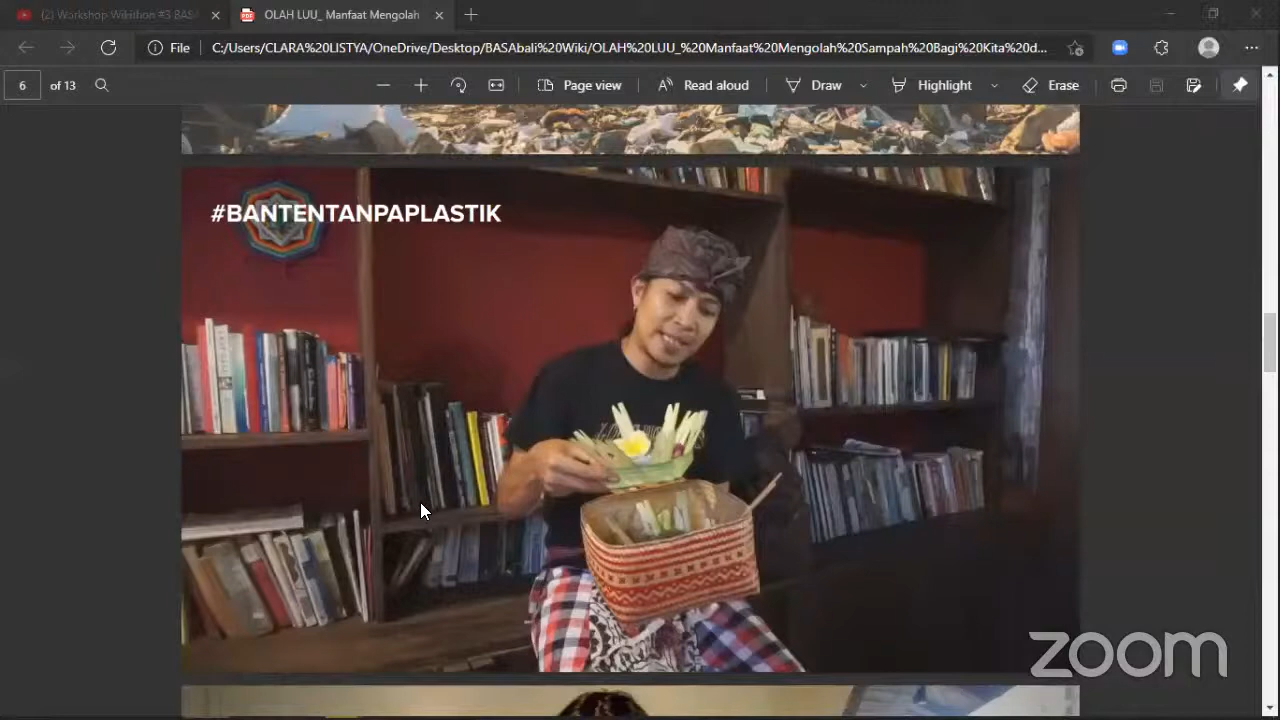 (2) Workshop Wikithon #3 BAS
OLAH LUU_ Manfaat Mengolah
File
C:/Users/CLARA%20LISTYA/OneDrive/Desktop/BASAbali%20Wiki/OLAH%20LUU_%20Manfaat%20Mengolah%20Sampah%20Bagi%20Kita%20d...
6 of 13
Page view
Read aloud
Draw
Highlight
Erase
#BANTENTANPAPLASTIK
zoom